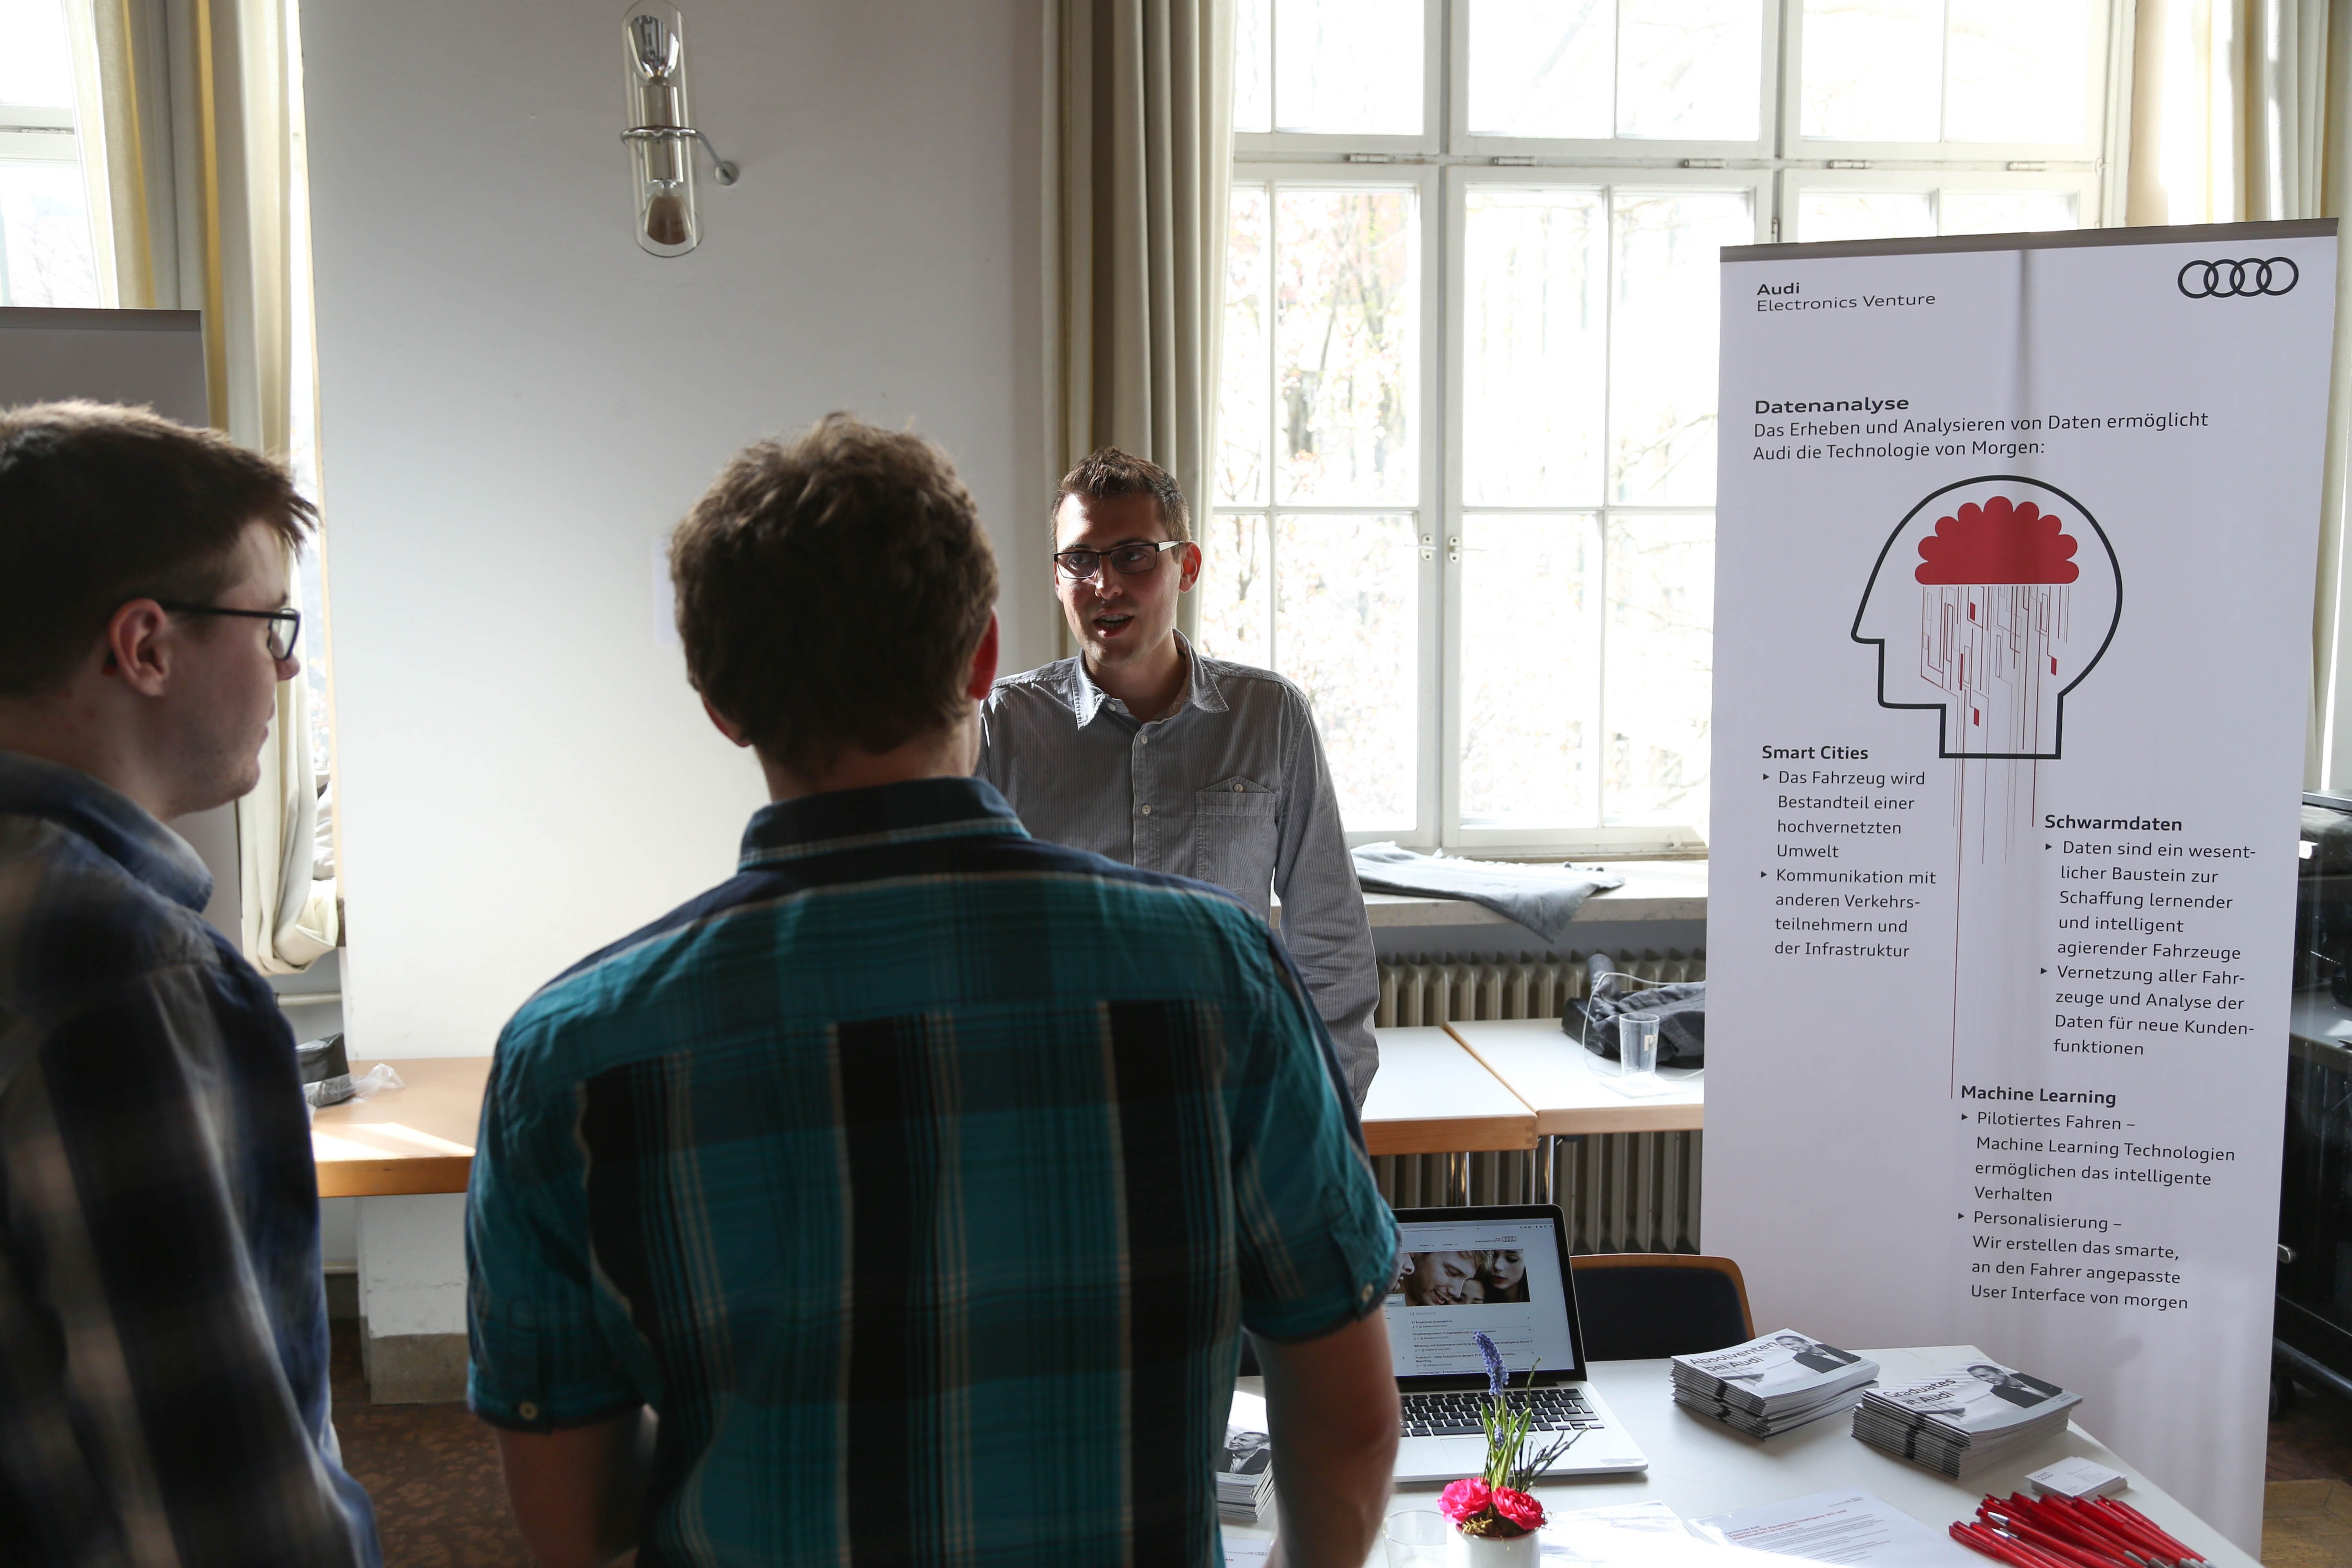 Audi
Electronics Venture
Datenanalyse
Das Erheben und Analysieren von Daten ermöglicht
Audi die Technologie von Morgen:
Smart Cities
▸ Das Fahrzeug wird
Bestandteil einer
hochvernetzten
Umwelt
▸ Kommunikation mit
anderen Verkehrs-
teilnehmern und
der Infrastruktur
Schwarmdaten
▸ Daten sind ein wesent-
licher Baustein zur
Schaffung lernender
und intelligent
agierender Fahrzeuge
▸ Vernetzung aller Fahr-
zeuge und Analyse der
Daten für neue Kunden-
funktionen
Machine Learning
▸ Pilotiertes Fahren –
Machine Learning Technologien
ermöglichen das intelligente
Verhalten
▸ Personalisierung –
Wir erstellen das smarte,
an den Fahrer angepasste
User Interface von morgen
Absolventen
bei Audi
Graduates
at Audi